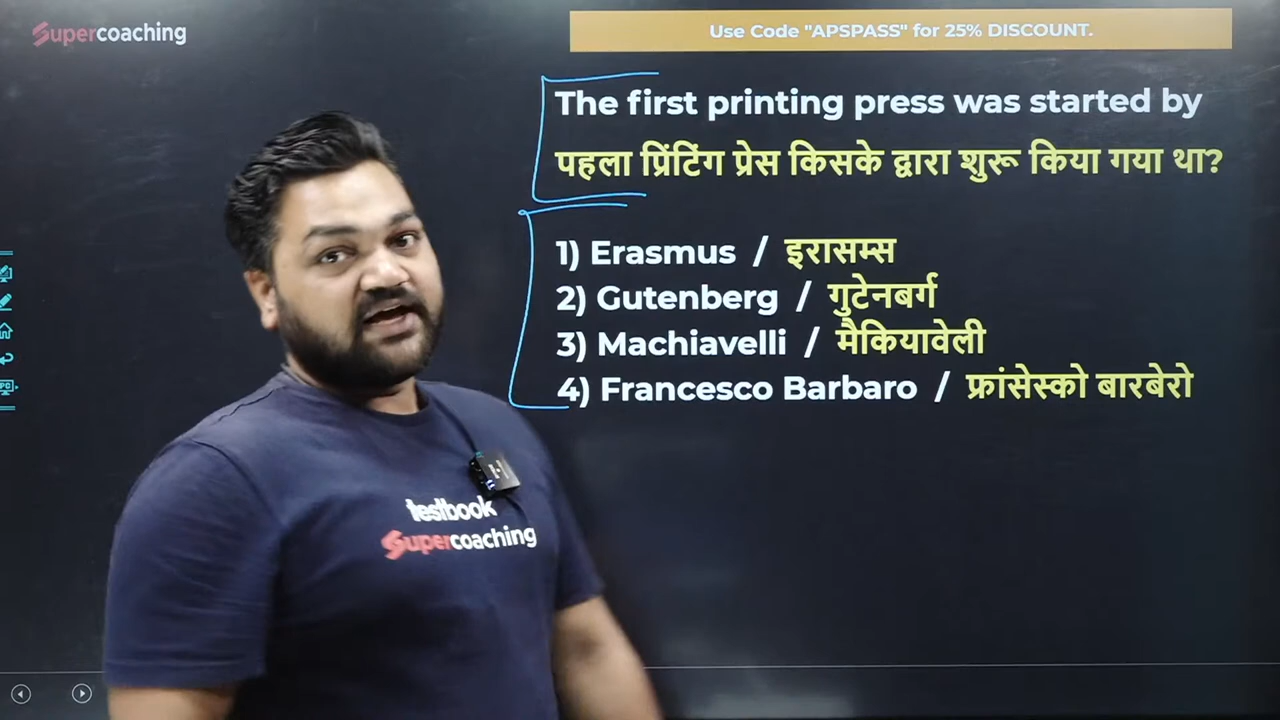 Supercoaching
Use Code "APSPASS" for 25% DISCOUNT.
The first printing press was started by
पहला प्रिंटिंग प्रेस किसके द्वारा शुरू किया गया था?
1) Erasmus / इरासम्स
2) Gutenberg / गुटेनबर्ग
3) Machiavelli / मैकियावेली
4) Francesco Barbaro / फ्रांसेस्को बारबेरो
testbook
Supercoaching